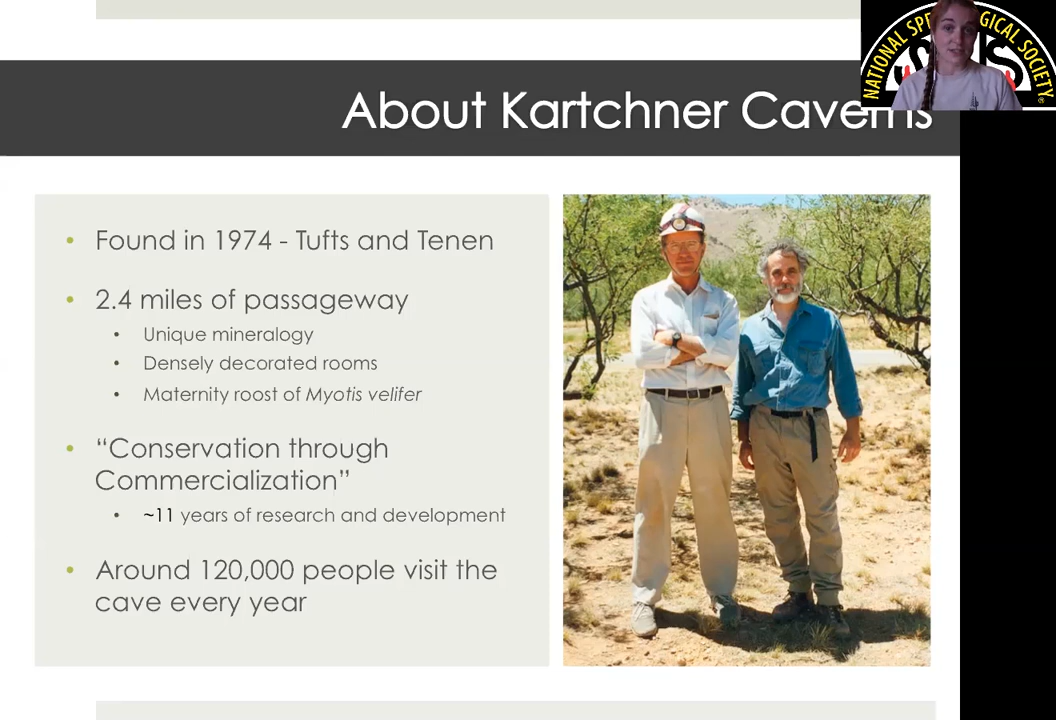 NATIONAL SPE GICAL SOCIETY
®
About Kartchner Caverns
• Found in 1974 - Tufts and Tenen
• 2.4 miles of passageway
• Unique mineralogy
• Densely decorated rooms
• Maternity roost of Myotis velifer
• “Conservation through
Commercialization”
• ~11 years of research and development
• Around 120,000 people visit the
cave every year